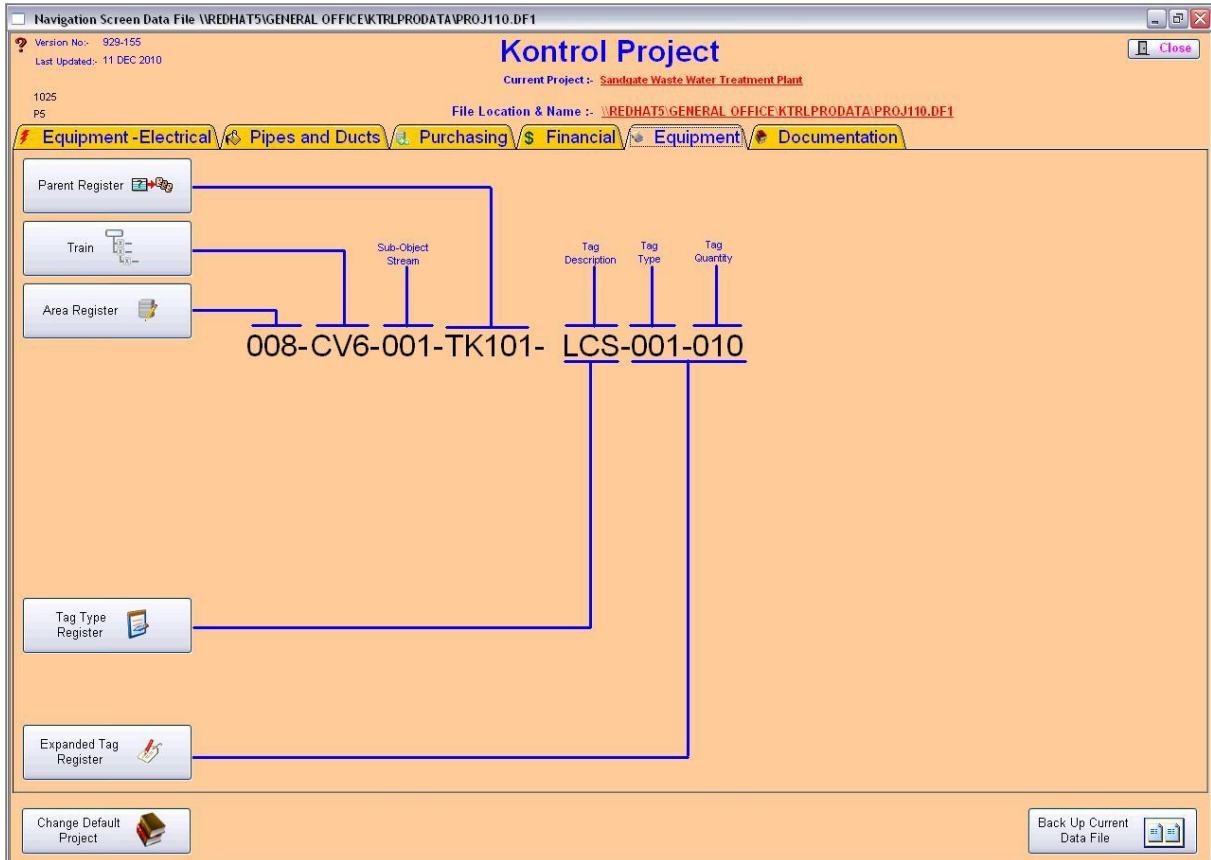 Navigation Screen Data File \\REDHAT5\GENERAL OFFICE\KTRLPRODATA\PROJ110.DF1
? Version No:- 929-155
Last Updated:- 11 DEC 2010
Kontrol Project
Close
Current Project :- Sandgate Waste Water Treatment Plant
1025
P5
File Location & Name :- \\REDHAT5\GENERAL OFFICE\KTRLPRODATA\PROJ110.DF1
Equipment -Electrical Pipes and Ducts Purchasing $ Financial Equipment Documentation
Parent Register
Train
Sub-Object
Stream
Tag
Description
Tag
Type
Tag
Quantity
Area Register
008-CV6-001-TK101- LCS-001-010
Tag Type
Register
Expanded Tag
Register
Change Default
Project
Back Up Current
Data File